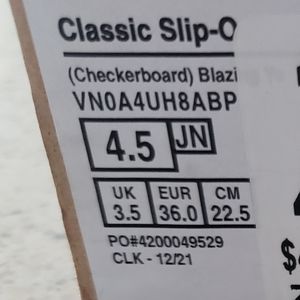 Classic Slip-O
(Checkerboard) Blazi
VN0A4UH8ABP
4.5 JN
UK EUR CM
3.5 36.0 22.5
PO#4200049529
CLK - 12/21